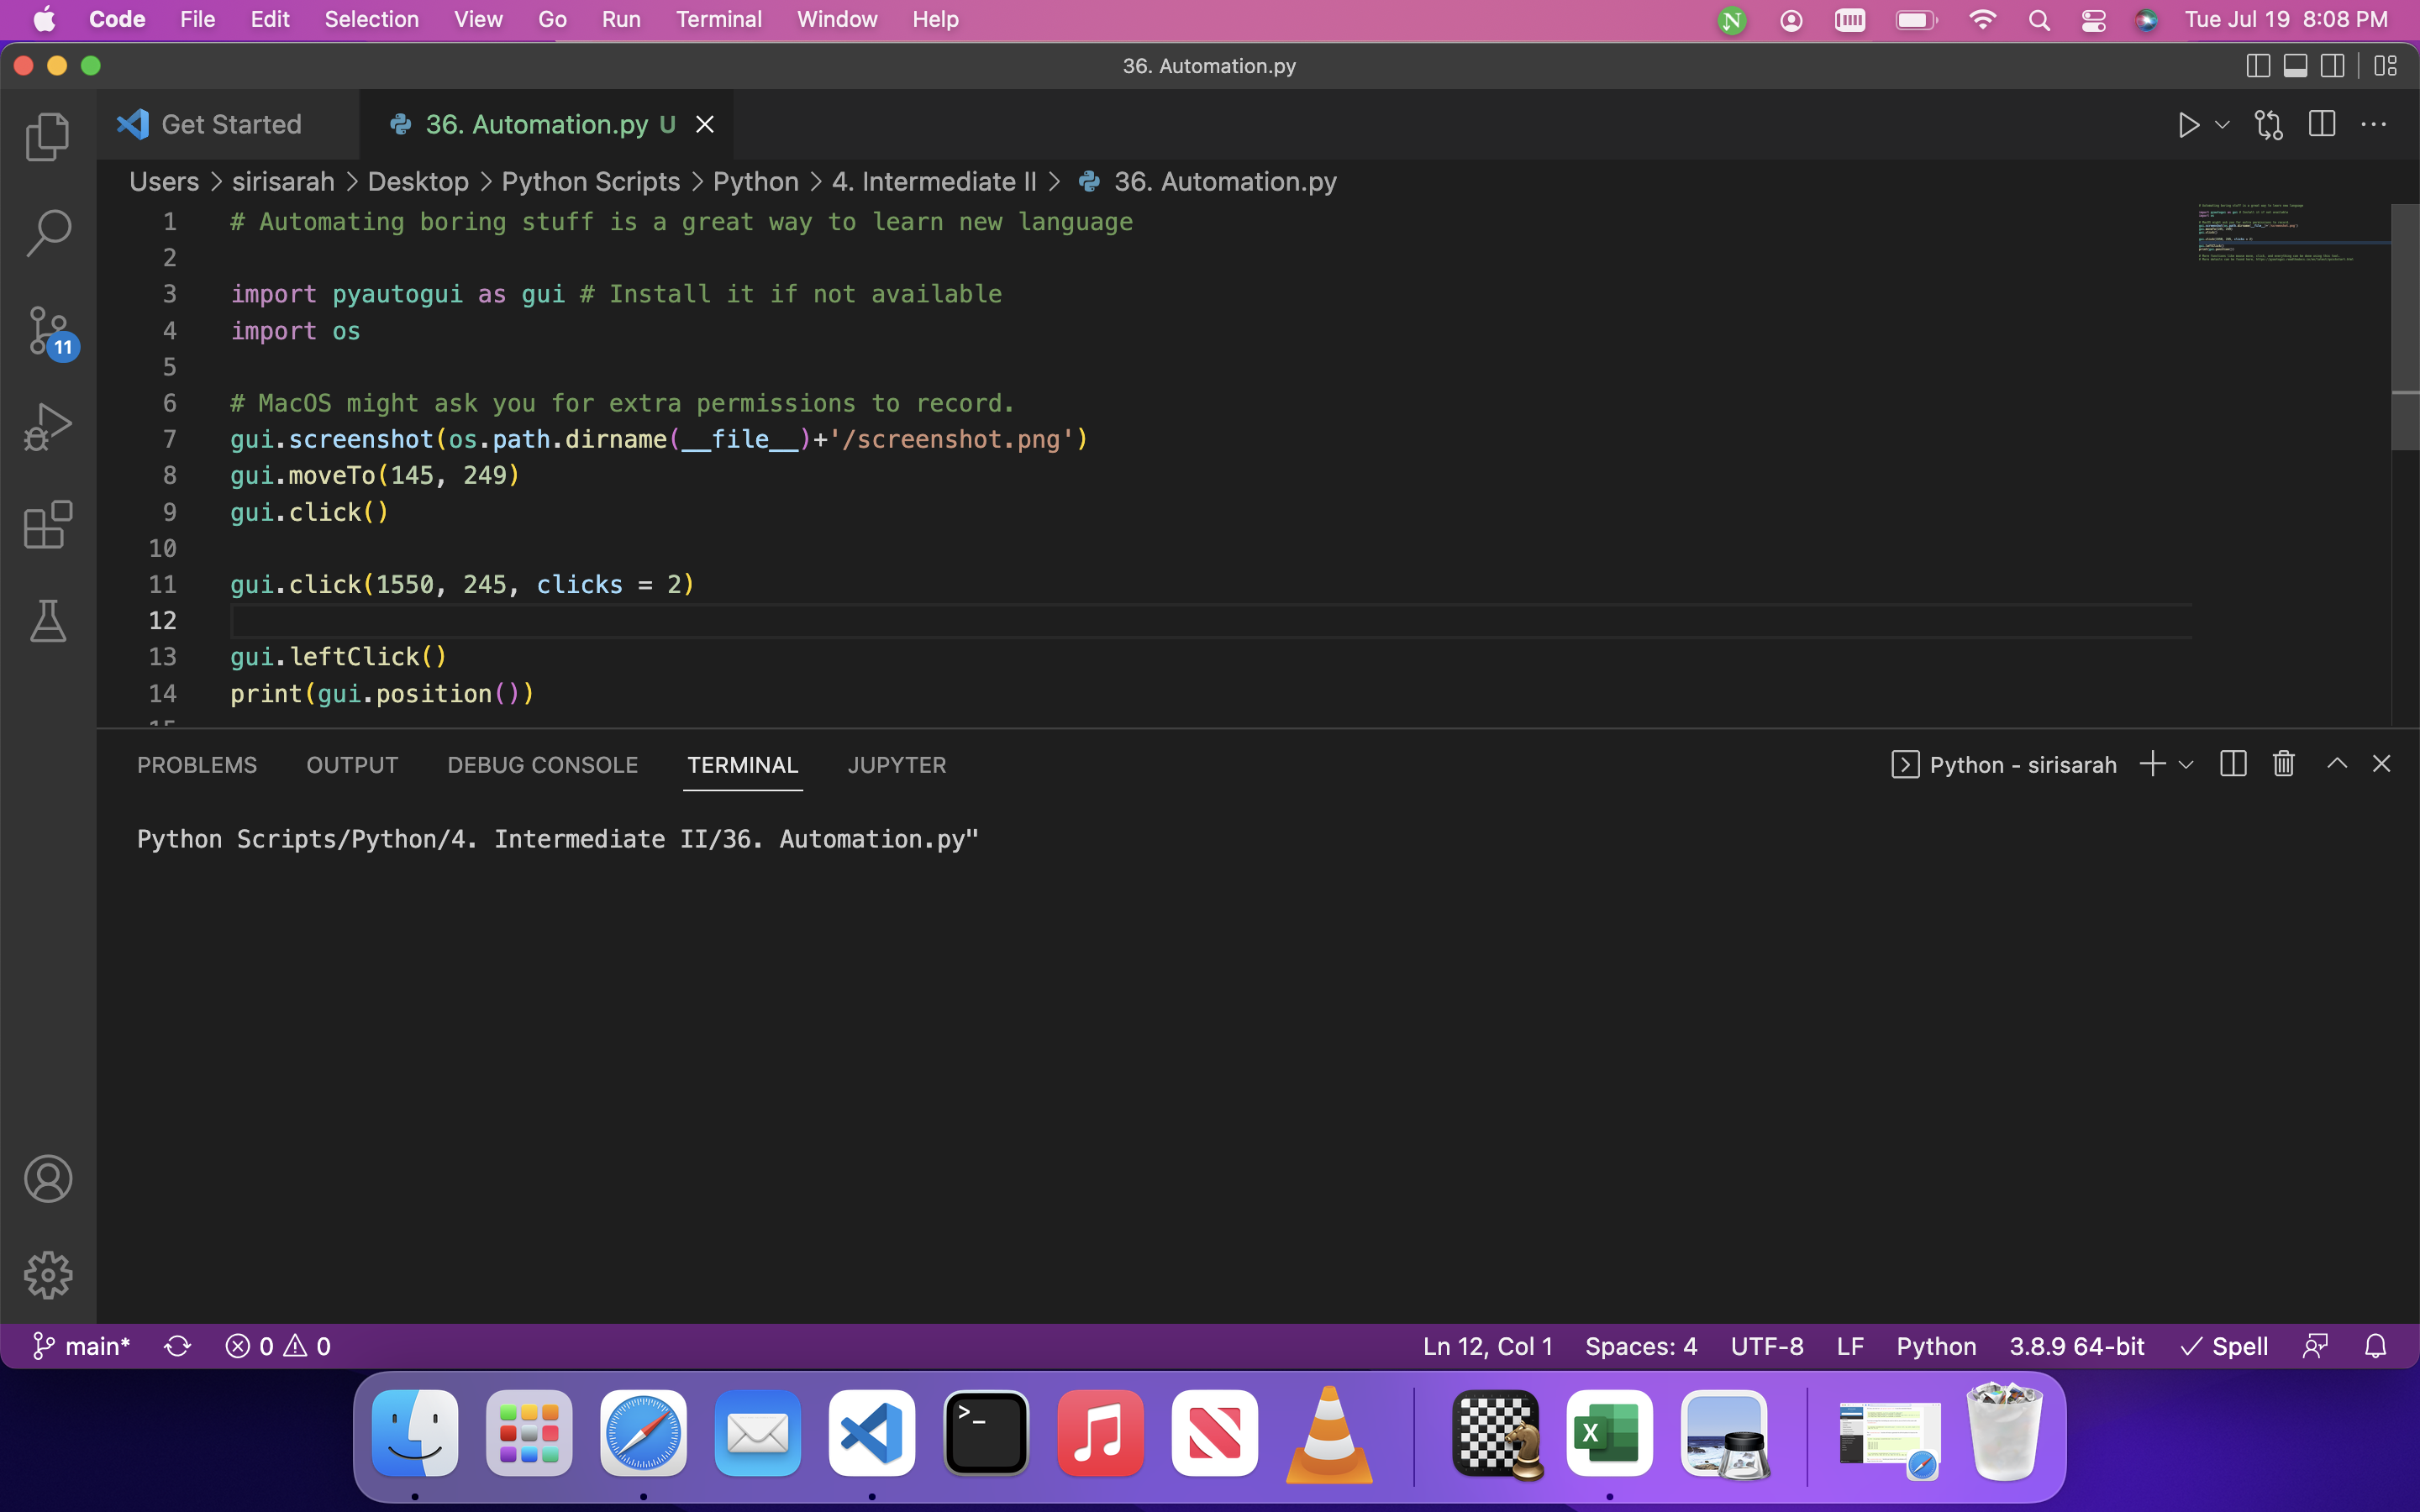 Code File Edit Selection View Go Run Terminal Window Help Tue Jul 19 8:08 PM
36. Automation.py
Get Started 36. Automation.py U
Users > sirisarah > Desktop > Python Scripts > Python > 4. Intermediate II > 36. Automation.py
1 # Automating boring stuff is a great way to learn new language
2
3 import pyautogui as gui # Install it if not available
4 import os
5
6 # MacOS might ask you for extra permissions to record.
7 gui.screenshot(os.path.dirname(__file__)+'/screenshot.png')
8 gui.moveTo(145, 249)
9 gui.click()
10
11 gui.click(1550, 245, clicks = 2)
12
13 gui.leftClick()
14 print(gui.position())
PROBLEMS OUTPUT DEBUG CONSOLE TERMINAL JUPYTER Python - sirisarah
Python Scripts/Python/4. Intermediate II/36. Automation.py"
11
main* 0 0 Ln 12, Col 1 Spaces: 4 UTF-8 LF Python 3.8.9 64-bit Spell